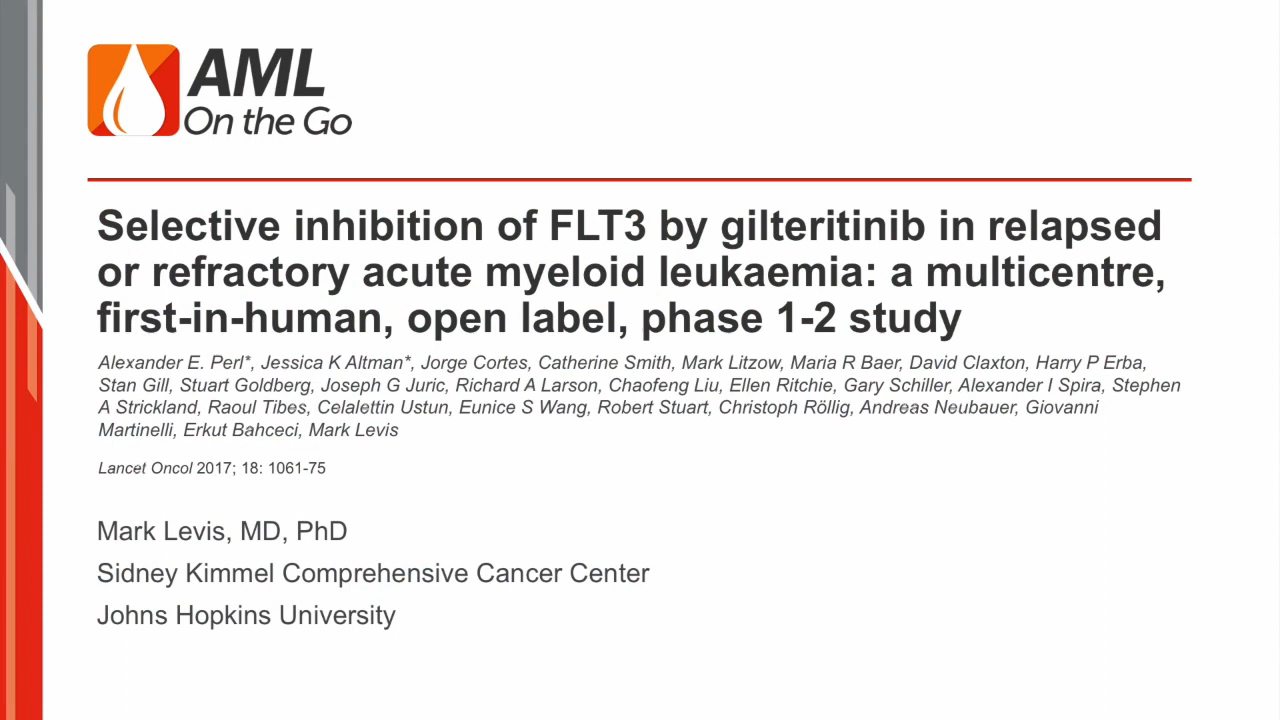 AML
On the Go
Selective inhibition of FLT3 by gilteritinib in relapsed
or refractory acute myeloid leukaemia: a multicentre,
first-in-human, open label, phase 1-2 study
Alexander E. Perl*, Jessica K Altman*, Jorge Cortes, Catherine Smith, Mark Litzow, Maria R Baer, David Claxton, Harry P Erba,
Stan Gill, Stuart Goldberg, Joseph G Juric, Richard A Larson, Chaofeng Liu, Ellen Ritchie, Gary Schiller, Alexander I Spira, Stephen
A Strickland, Raoul Tibes, Celalettin Ustun, Eunice S Wang, Robert Stuart, Christoph Röllig, Andreas Neubauer, Giovanni
Martinelli, Erkut Bahceci, Mark Levis
Lancet Oncol 2017; 18: 1061-75
Mark Levis, MD, PhD
Sidney Kimmel Comprehensive Cancer Center
Johns Hopkins University